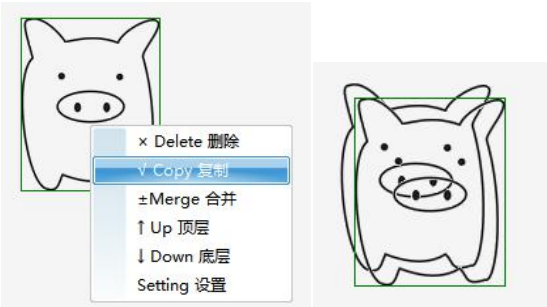 × Delete 删除
√ Copy 复制
±Merge 合并
↑Up 顶层
↓Down 底层
Setting 设置